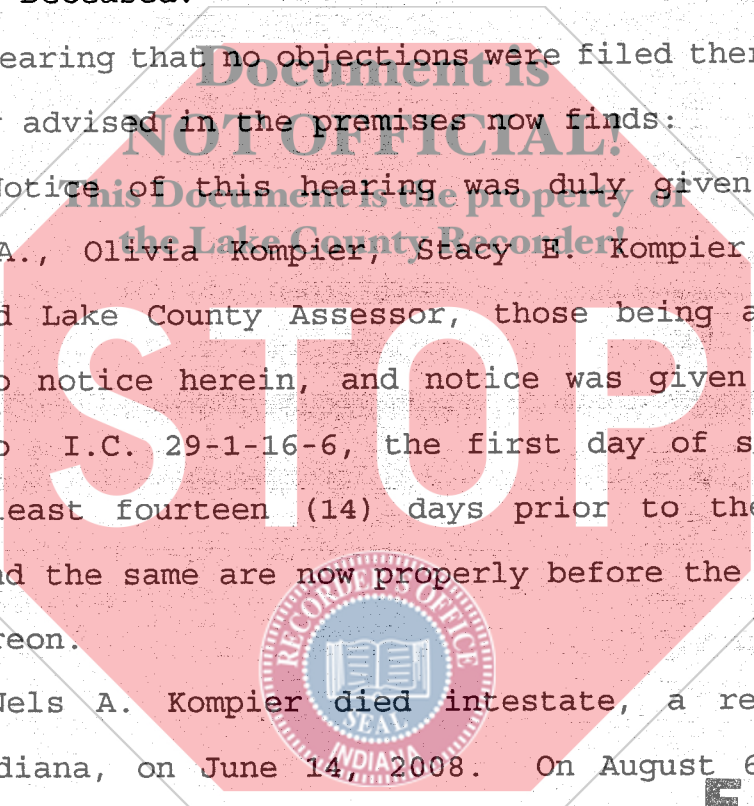 Deceased.
earing that no objections were filed ther
y advised in the premises now finds:
Notice of this hearing was duly given
A., Olivia Kompier, Stacy E. Kompier
d Lake County Assessor, those being a
o notice herein, and notice was given
o I.C. 29-1-16-6, the first day of s
least fourteen (14) days prior to the
nd the same are now properly before the
reon.
Nels A. Kompier died intestate, a re
diana, on June 14, 2008. On August 6
Document is
NOT OFFICIAL!
This Document is the property of
the Lake County Recorder!
STOP
RECORDER'S OFFICE
SEAL
INDIANA